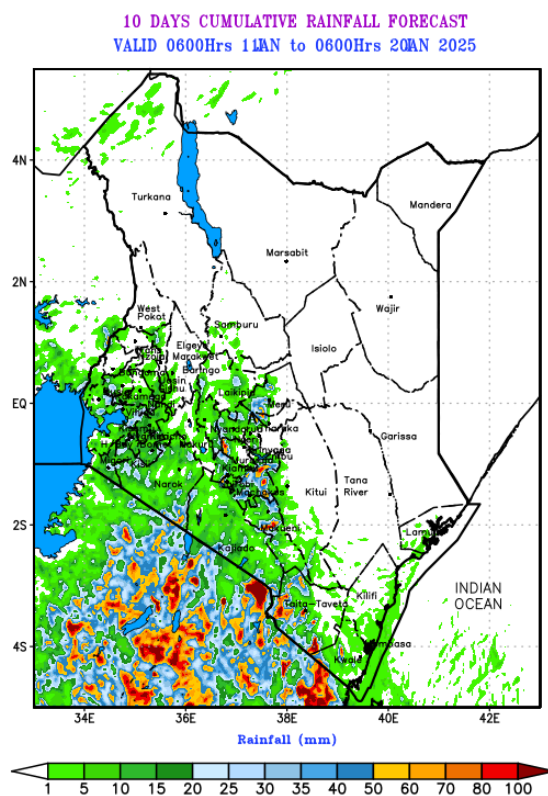 10 DAYS CUMULATIVE RAINFALL FORECAST
VALID 0600Hrs 11JAN to 0600Hrs 20JAN 2025
4N
Mandera
Turkana
Marsabit
2N
Wajir
West
Pokot
Samburu
Elgeyo
Isiolo
Marakwet
Baringo
Laikipia
EQ
Meru
Tharaka
Garissa
Nakuru
Narok
Machakos
Kitui
Tana
River
2S
Makueni
Lamu
Kajiado
INDIAN
OCEAN
Kilifi
Taita-Taveta
4S
Kwale
34E 36E 38E 40E 42E
Rainfall (mm)
1 5 10 15 20 25 30 35 40 50 60 70 80 100